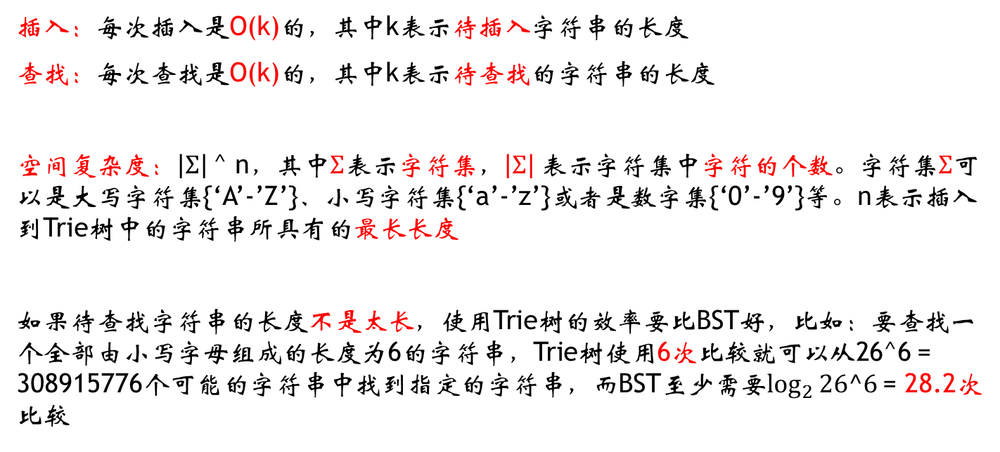 插入：每次插入是O(k)的，其中k表示待插入字符串的长度
查找：每次查找是O(k)的，其中k表示待查找的字符串的长度
空间复杂度：|Σ| ^ n，其中Σ表示字符集，|Σ| 表示字符集中字符的个数。字符集Σ可
以是大写字符集{‘A’-’Z’}、小写字符集{‘a’-’z’}或者是数字集{‘0’-’9’}等。n表示插入
到Trie树中的字符串所具有的最长长度
如果待查找字符串的长度不是太长，使用Trie树的效率要比BST好，比如：要查找一
个全部由小写字母组成的长度为6的字符串，Trie树使用6次比较就可以从26^6 =
308915776个可能的字符串中找到指定的字符串，而BST至少需要log₂ 26^6 = 28.2次
比较